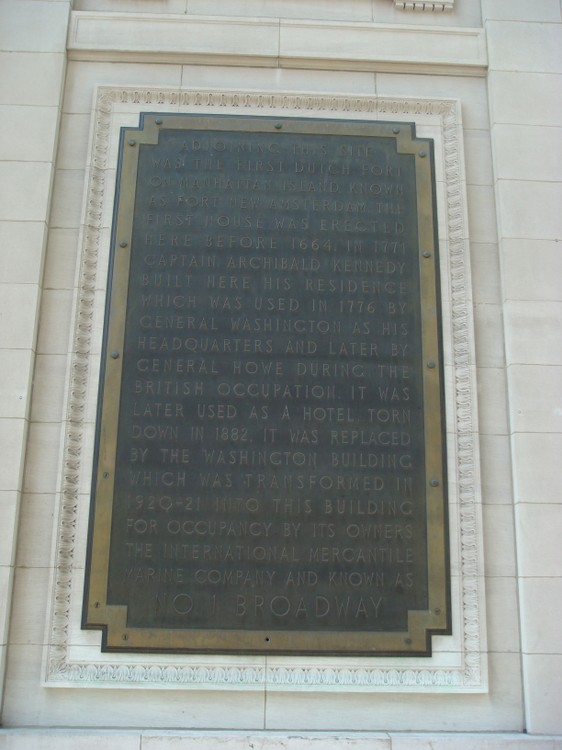 ADJOINING THIS SITE
WAS THE FIRST DUTCH FORT
ON MANHATTAN ISLAND, KNOWN
AS FORT NEW AMSTERDAM. THE
FIRST HOUSE WAS ERECTED
HERE BEFORE 1664. IN 1771
CAPTAIN ARCHIBALD KENNEDY
BUILT HERE HIS RESIDENCE
WHICH WAS USED IN 1776 BY
GENERAL WASHINGTON AS HIS
HEADQUARTERS AND LATER BY
GENERAL HOWE DURING THE
BRITISH OCCUPATION. IT WAS
LATER USED AS A HOTEL. TORN
DOWN IN 1882, IT WAS REPLACED
BY THE WASHINGTON BUILDING
WHICH WAS TRANSFORMED IN
1920-21 INTO THIS BUILDING
FOR OCCUPANCY BY ITS OWNERS
THE INTERNATIONAL MERCANTILE
MARINE COMPANY AND KNOWN AS
NO. 1 BROADWAY